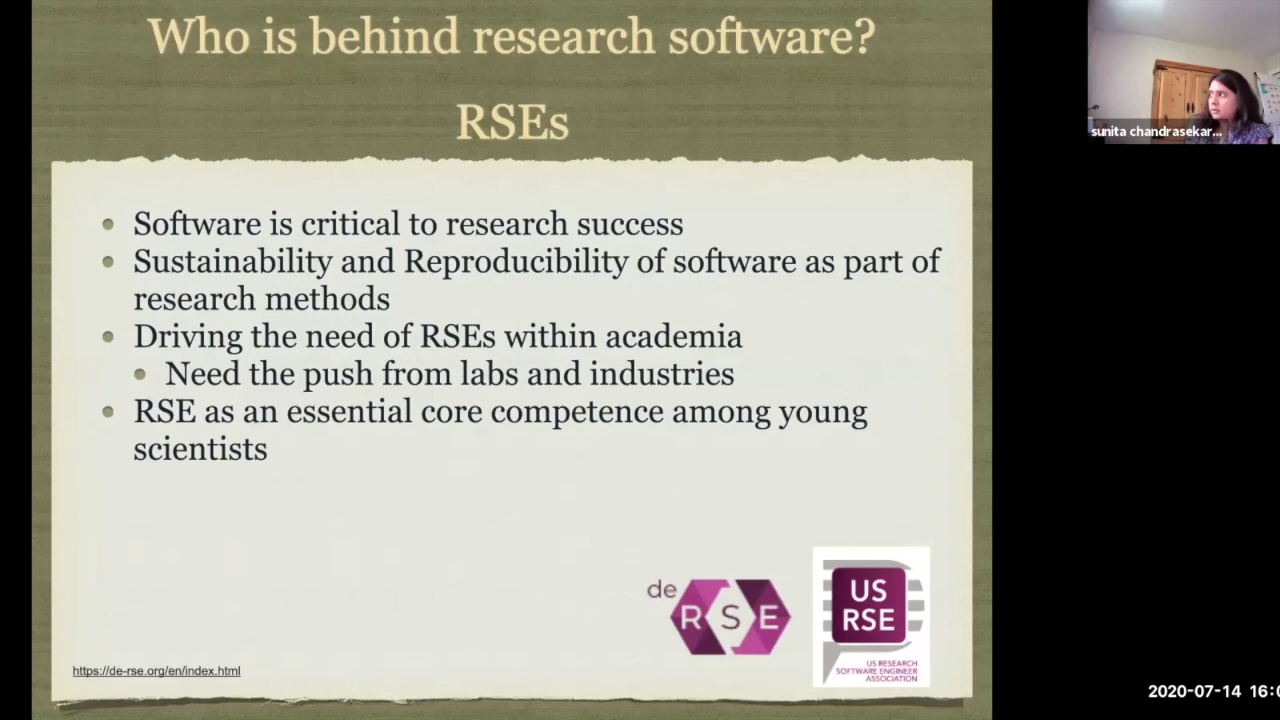 Who is behind research software?
RSEs
sunita chandrasekar...
Software is critical to research success
Sustainability and Reproducibility of software as part of
research methods
Driving the need of RSEs within academia
Need the push from labs and industries
RSE as an essential core competence among young
scientists
de
R S E
US
RSE
US RESEARCH
SOFTWARE ENGINEER
ASSOCIATION
https://de-rse.org/en/index.html
2020-07-14 16:0